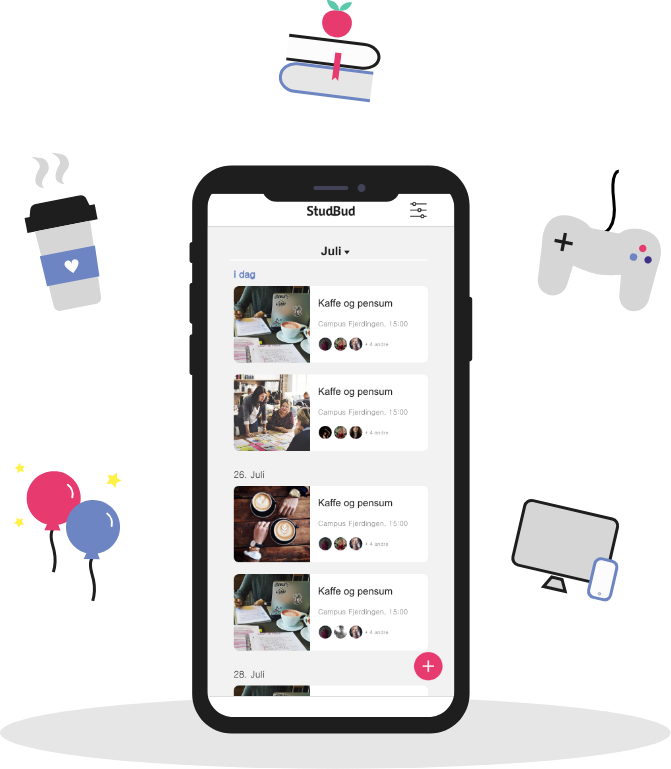 StudBud
Juli
I dag
Kaffe og pensum
Campus Fjerdingen, 15:00
+ 4 andre
Kaffe og pensum
Campus Fjerdingen, 15:00
+ 4 andre
26. Juli
Kaffe og pensum
Campus Fjerdingen, 15:00
+ 4 andre
Kaffe og pensum
Campus Fjerdingen, 15:00
+ 4 andre
28. Juli